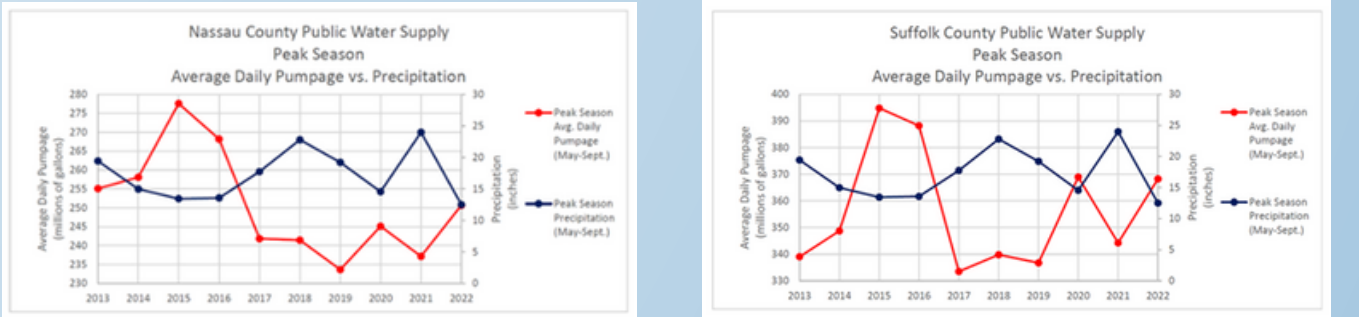 Nassau County Public Water Supply
Peak Season
Average Daily Pumpage vs. Precipitation
280
275
270
265
260
255
250
245
240
235
230
Average Daily Pumpage
(millions of gallons)
30
25
20
15
10
5
0
Precipitation
(inches)
2013 2014 2015 2016 2017 2018 2019 2020 2021 2022
Peak Season
Avg. Daily
Pumpage
(May-Sept.)
Peak Season
Precipitation
(May-Sept.)
Suffolk County Public Water Supply
Peak Season
Average Daily Pumpage vs. Precipitation
400
390
380
370
360
350
340
330
Average Daily Pumpage
(millions of gallons)
30
25
20
15
10
5
0
Precipitation
(inches)
2013 2014 2015 2016 2017 2018 2019 2020 2021 2022
Peak Season
Avg. Daily
Pumpage
(May-Sept.)
Peak Season
Precipitation
(May-Sept.)